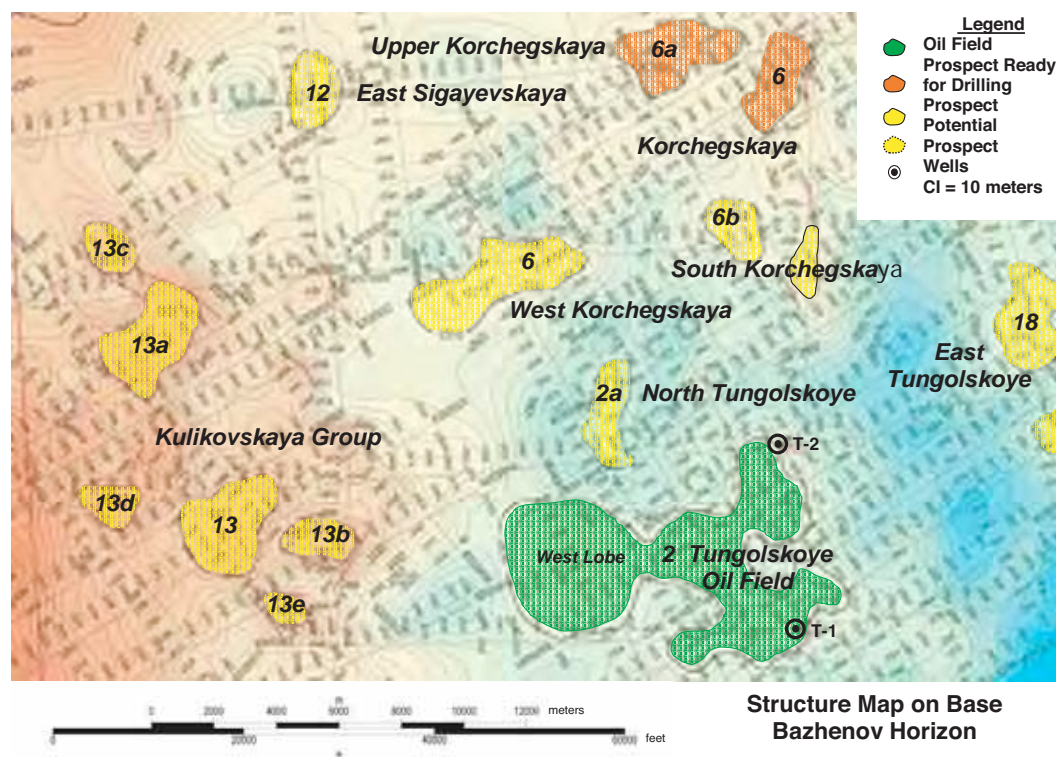 Upper Korchegskaya
6a
6
12
East Sigayevskaya
Korchegskaya
Legend
Oil Field
Prospect Ready
for Drilling
Prospect
Potential
Prospect
Wells
CI = 10 meters
13c
6b
6
South Korchegskaya
West Korchegskaya
18
13a
East
Tungolskoye
2a
North Tungolskoye
Kulikovskaya Group
T-2
13d
13
13b
West Lobe
2 Tungolskoye
Oil Field
13e
T-1
0 2000 4000 6000 8000 10000 12000 meters
0 20000 40000 60000 feet
Structure Map on Base
Bazhenov Horizon